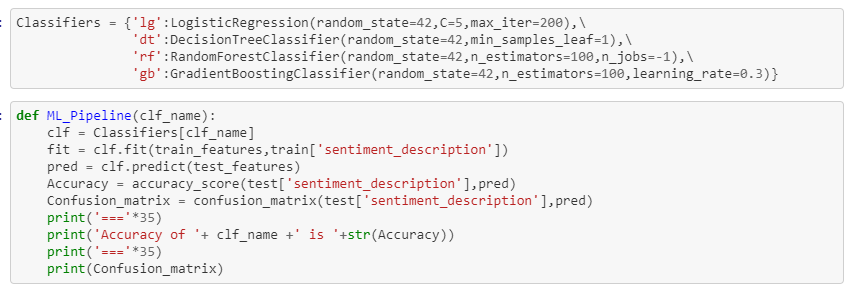 : Classifiers = {'lg':LogisticRegression(random_state=42,C=5,max_iter=200),\
'dt':DecisionTreeClassifier(random_state=42,min_samples_leaf=1),\
'rf':RandomForestClassifier(random_state=42,n_estimators=100,n_jobs=-1),\
'gb':GradientBoostingClassifier(random_state=42,n_estimators=100,learning_rate=0.3)}
: def ML_Pipeline(clf_name):
clf = Classifiers[clf_name]
fit = clf.fit(train_features,train['sentiment_description'])
pred = clf.predict(test_features)
Accuracy = accuracy_score(test['sentiment_description'],pred)
Confusion_matrix = confusion_matrix(test['sentiment_description'],pred)
print('==='*35)
print('Accuracy of '+ clf_name +' is '+str(Accuracy))
print('==='*35)
print(Confusion_matrix)